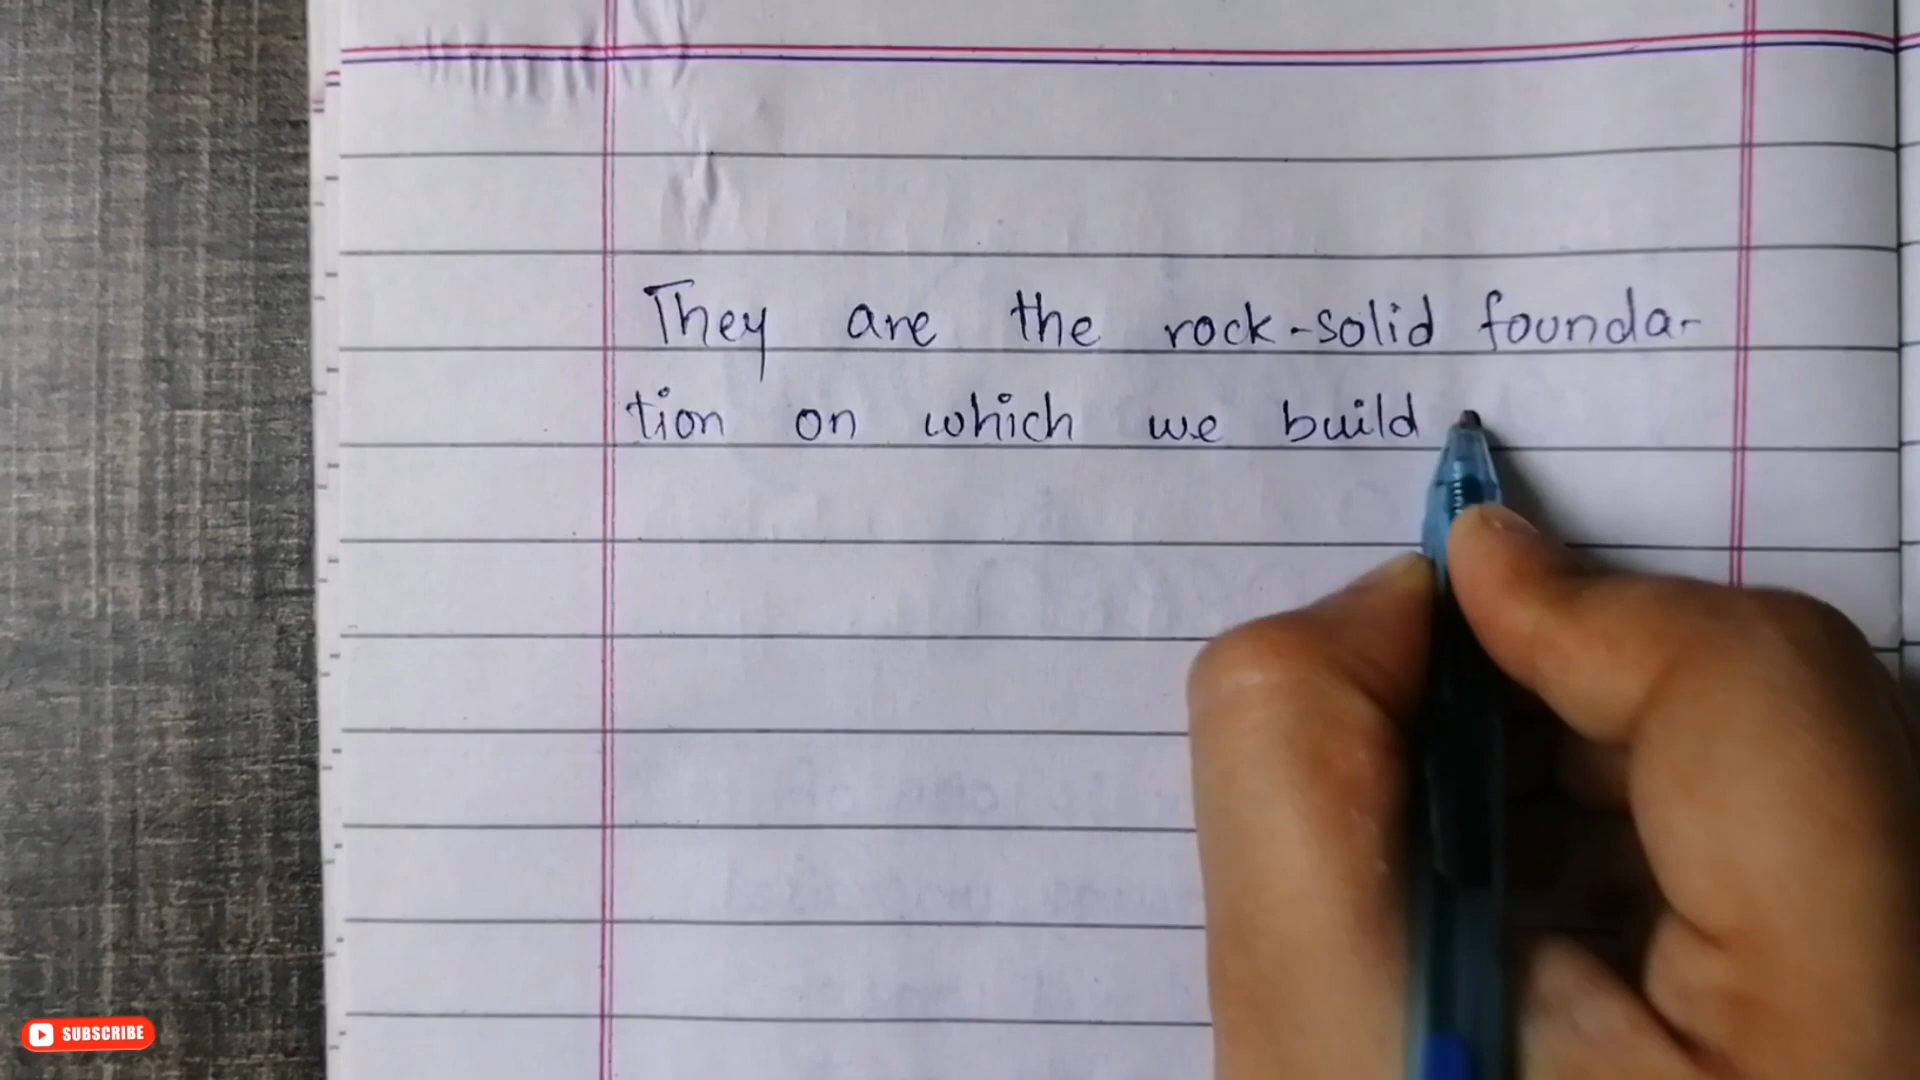 They are the rock-solid founda-
tion on which we build
SUBSCRIBE